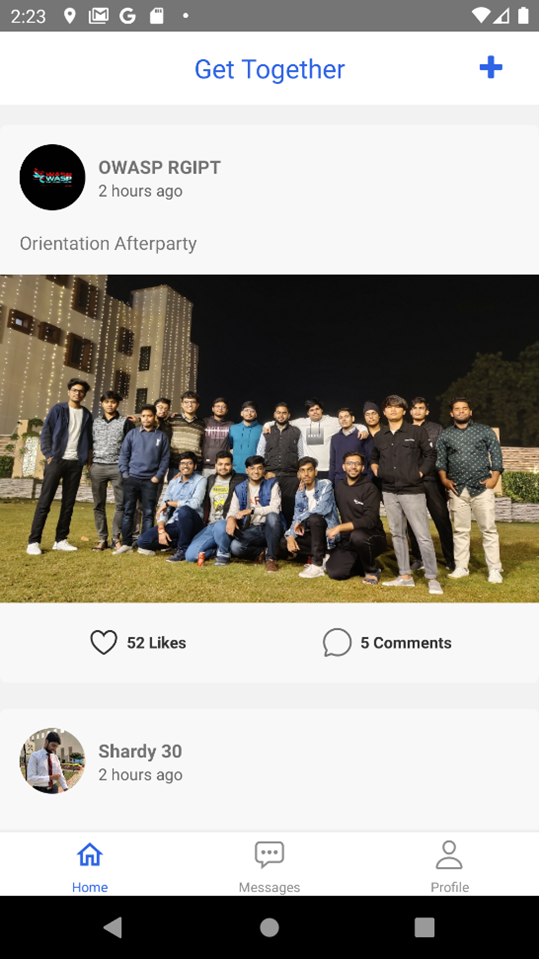 2:23
Get Together
OWASP RGIPT
2 hours ago
Orientation Afterparty
52 Likes
5 Comments
Shardy 30
2 hours ago
Home
Messages
Profile